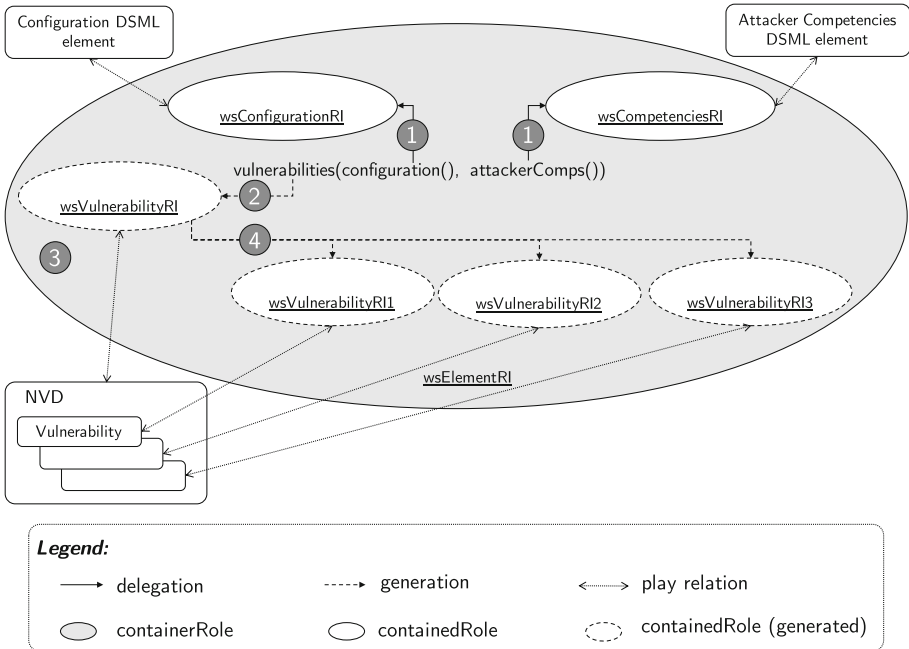 Configuration DSML
element
Attacker Competencies
DSML element
wsConfigurationRI
wsCompetenciesRI
1
1
vulnerabilities(configuration(), attackerComps())
2
wsVulnerabilityRI
3
4
wsVulnerabilityRI1
wsVulnerabilityRI2
wsVulnerabilityRI3
wsElementRI
NVD
Vulnerability
Legend:
delegation
generation
play relation
containerRole
containedRole
containedRole (generated)